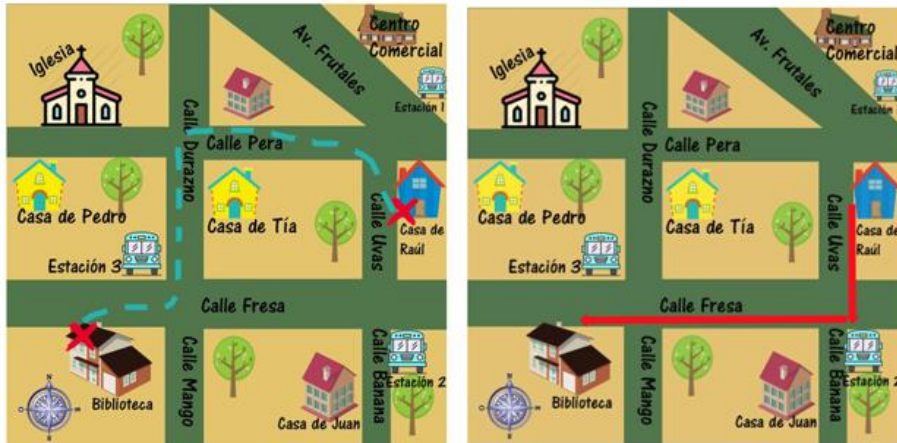 Centro
Comercial
Av. Frutales
Iglesia
Estación 1
Calle Durazno
Calle Pera
Casa de Pedro
Casa de Tía
Calle Uvas
Casa de
Raúl
Estación 3
Calle Fresa
Calle Mango
Calle Banana
Estación 2
Biblioteca
Casa de Juan
N
Centro
Comercial
Av. Frutales
Iglesia
Estación
Calle Durazno
Calle Pera
Casa de Pedro
Casa de Tía
Calle Uvas
Casa de
Raúl
Estación 3
Calle Fresa
Calle Mango
Calle Banana
Estación 2
Biblioteca
Casa de Juan
N